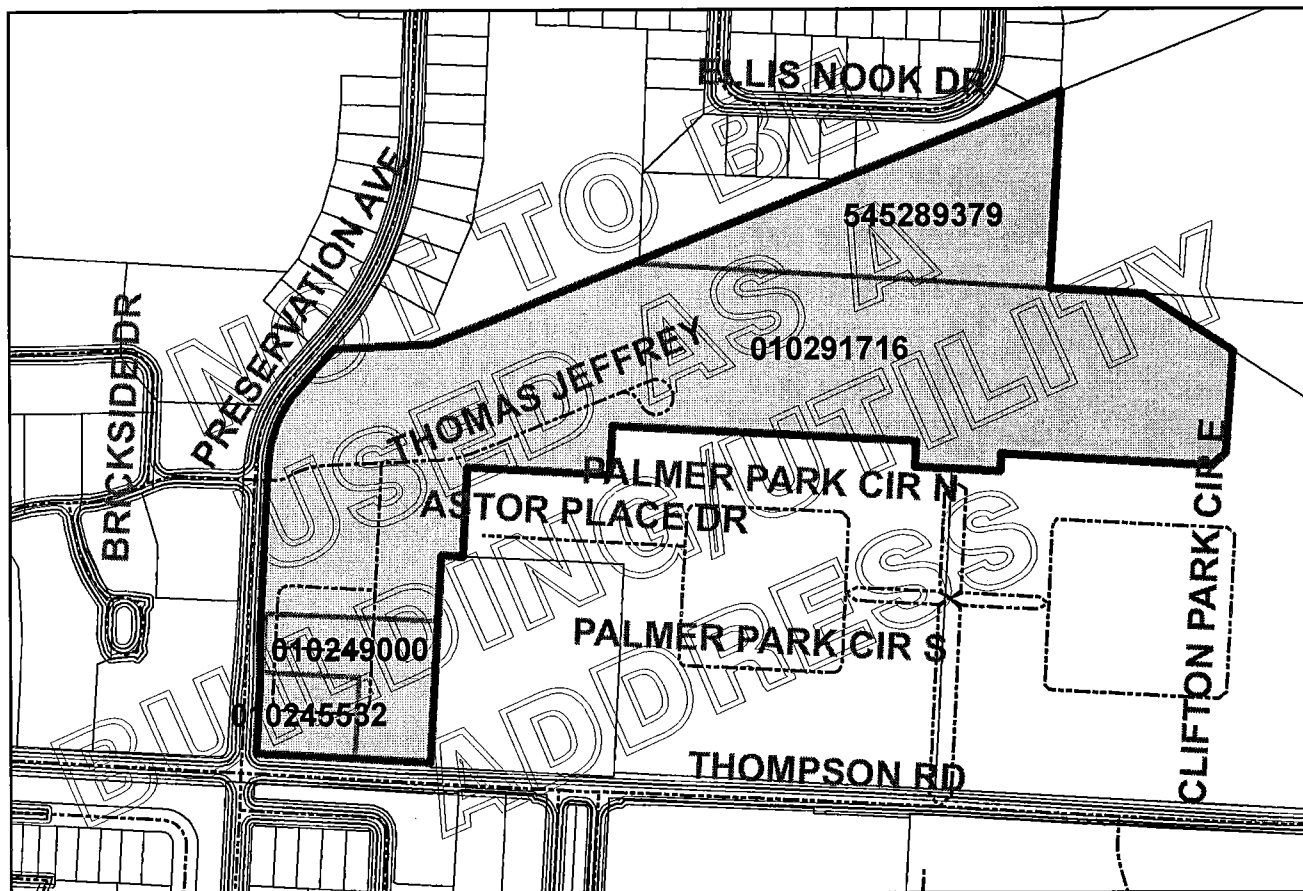 ELLIS NOOK DR
PRESERVATION AVE
BRICKSIDE DR
545289379
010291716
THOMAS JEFFREY
PALMER PARK CIR N
ASTOR PLACE DR
PALMER PARK CIR S
CLIFTON PARK CIR E
010249000
010245532
THOMPSON RD
NOT TO BE
USED AS A
BUILDING/UTILITY
ADDRESS